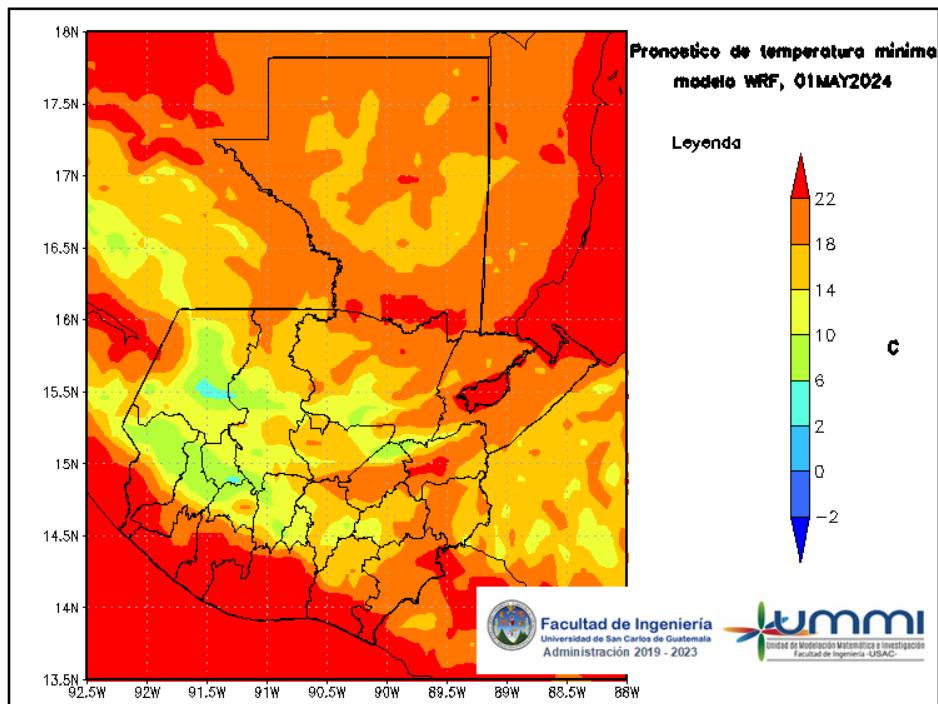 Pronostico de temperatura minima
modelo WRF, 01MAY2024
Leyenda
22
18
14
10
6
2
0
−2
C
18N
17.5N
17N
16.5N
16N
15.5N
15N
14.5N
14N
13.5N
92.5W 92W 91.5W 91W 90.5W 90W 89.5W 89W 88.5W 88W
Facultad de Ingeniería
Universidad de San Carlos de Guatemala
Administración 2019 - 2023
UMMI
Unidad de Modelación Matemática e Investigación
Facultad de Ingeniería -USAC-